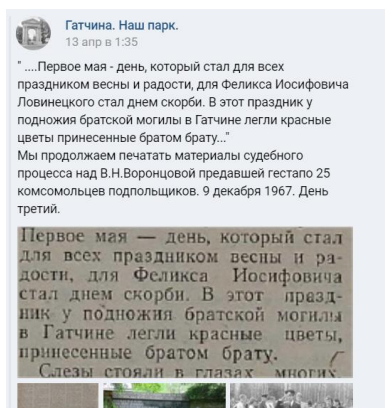 Гатчина. Наш парк.
13 апр в 1:35
" ....Первое мая - день, который стал для всех
праздником весны и радости, для Феликса Иосифовича
Ловинецкого стал днем скорби. В этот праздник у
подножия братской могилы в Гатчине легли красные
цветы принесенные братом брату..."
Мы продолжаем печатать материалы судебного
процесса над В.Н.Воронцовой предавшей гестапо 25
комсомольцев подпольщиков. 9 декабря 1967. День
третий.
Первое мая — день, который стал
для всех праздником весны и ра-
дости, для Феликса Иосифовича
стал днем скорби. В этот празд-
ник у подножия братской могилы
в Гатчине легли красные цветы,
принесенные братом брату.
Слезы стояли в глазах многих.